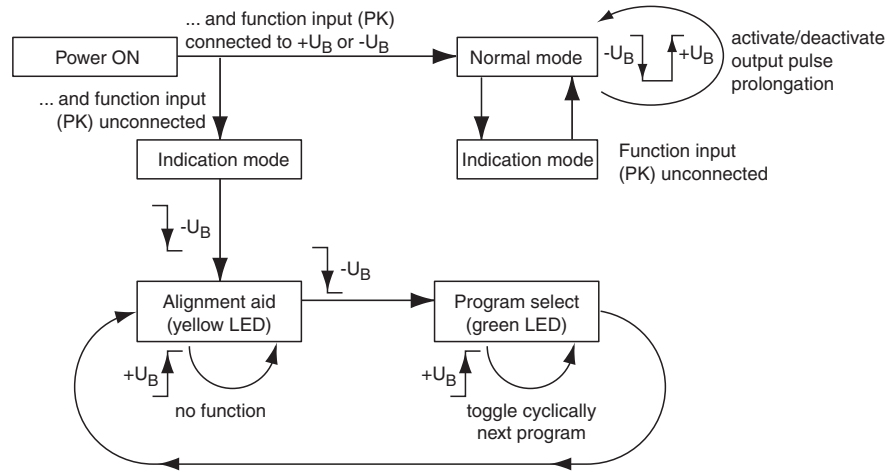 ... and function input (PK)
connected to +UB or -UB
Power ON
Normal mode
-UB
+UB
activate/deactivate
output pulse
prolongation
... and function input
(PK) unconnected
Indication mode
Indication mode
Function input
(PK) unconnected
-UB
-UB
Alignment aid
(yellow LED)
Program select
(green LED)
+UB
no function
+UB
toggle cyclically
next program